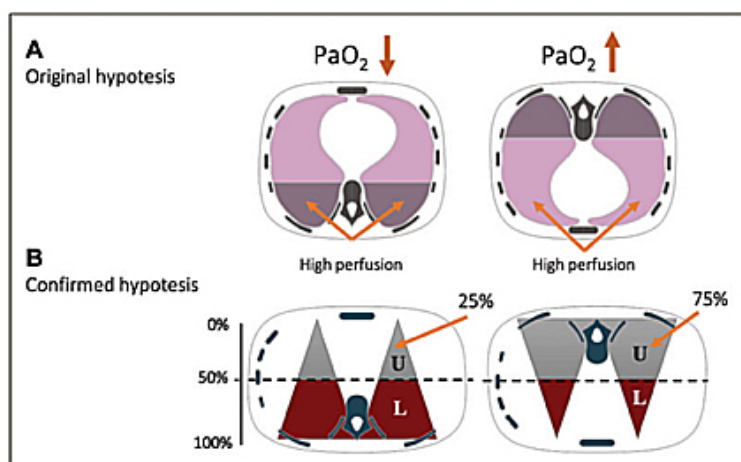 A
Original hypotesis
PaO2
PaO2
High perfusion
High perfusion
B
Confirmed hypotesis
0%
50%
100%
25%
U
L
75%
U
L